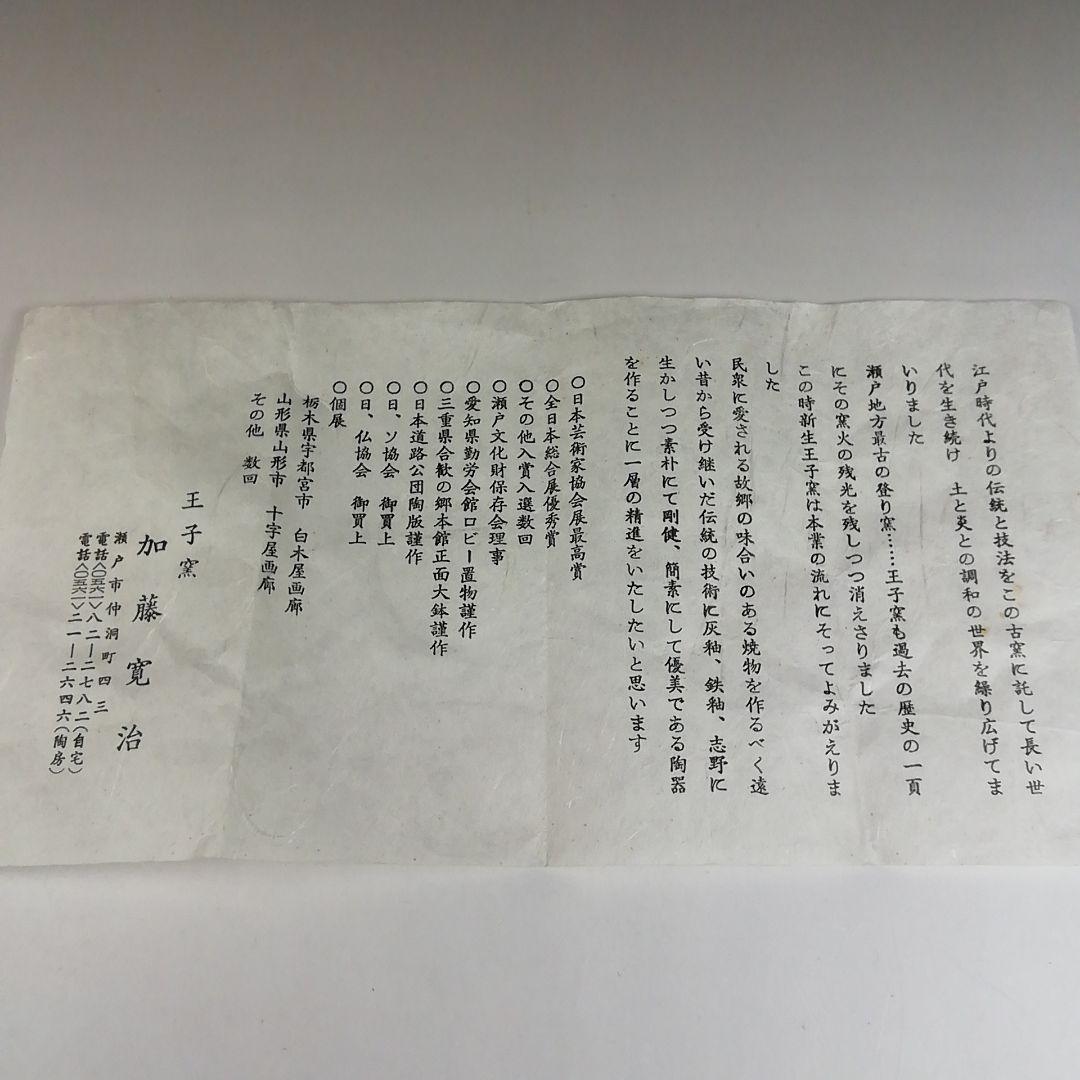 江戸時代よりの伝統と技法をこの古窯に託して長い世
代を生き続け　土と炎との調和の世界を繰り広げてま
いりました
瀬戸地方最古の登り窯……王子窯も過去の歴史の一頁
にその窯火の残光を残しつつ消えさりました
この時新生王子窯は本業の流れにそってよみがえりま
した
民衆に愛される故郷の味合いのある焼物を作るべく遠
い昔から受け継いだ伝統の技術に灰釉、鉄釉、志野に
生かしつつ素朴にて剛健、簡素にして優美である陶器
を作ることに一層の精進をいたしたいと思います
○日本芸術家協会展最高賞
○全日本総合展優秀賞
○その他入賞入選数回
○瀬戸文化財保存会理事
○愛知県勤労会館ロビー置物謹作
○三重県合歓の郷本館正面大鉢謹作
○日本道路公団陶版謹作
○日、ソ協会　御買上
○日、仏協会　御買上
○個展
栃木県宇都宮市　白木屋画廊
山形県山形市　十字屋画廊
その他　数回
王子窯
加藤寛治
瀬戸市仲洞町四三
電話〈〇五六一〉八二―二七八二（自宅）
電話〈〇五六一〉二一―二六四六（陶房）